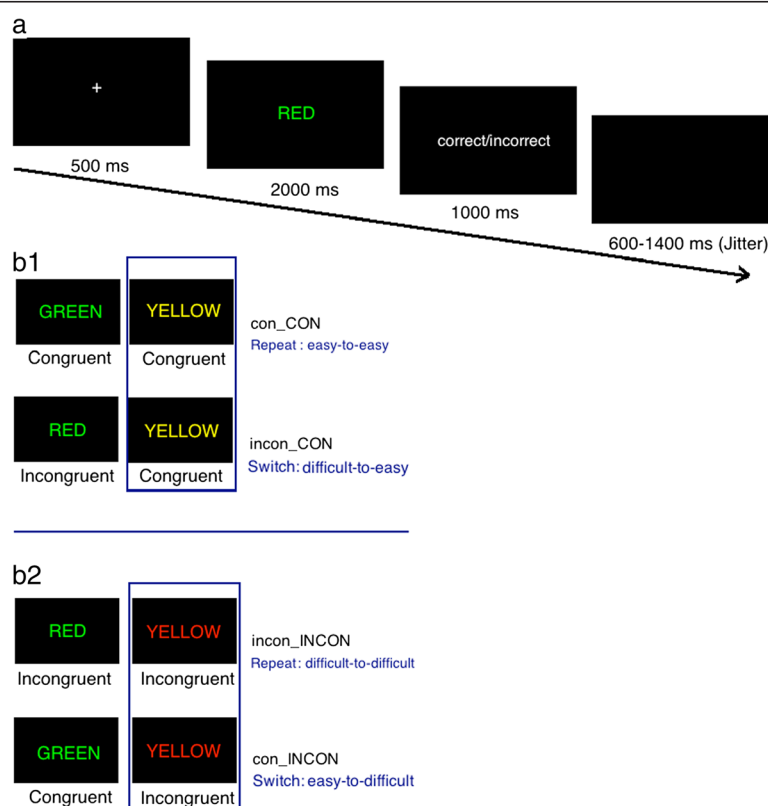 a
+
RED
correct/incorrect
500 ms
2000 ms
1000 ms
600-1400 ms (Jitter)
b1
GREEN YELLOW
con_CON
Repeat : easy-to-easy
Congruent Congruent
RED YELLOW
incon_CON
Switch: difficult-to-easy
Incongruent Congruent
b2
RED YELLOW
incon_INCON
Repeat: difficult-to-difficult
Incongruent Incongruent
GREEN YELLOW
con_INCON
Switch: easy-to-difficult
Congruent Incongruent